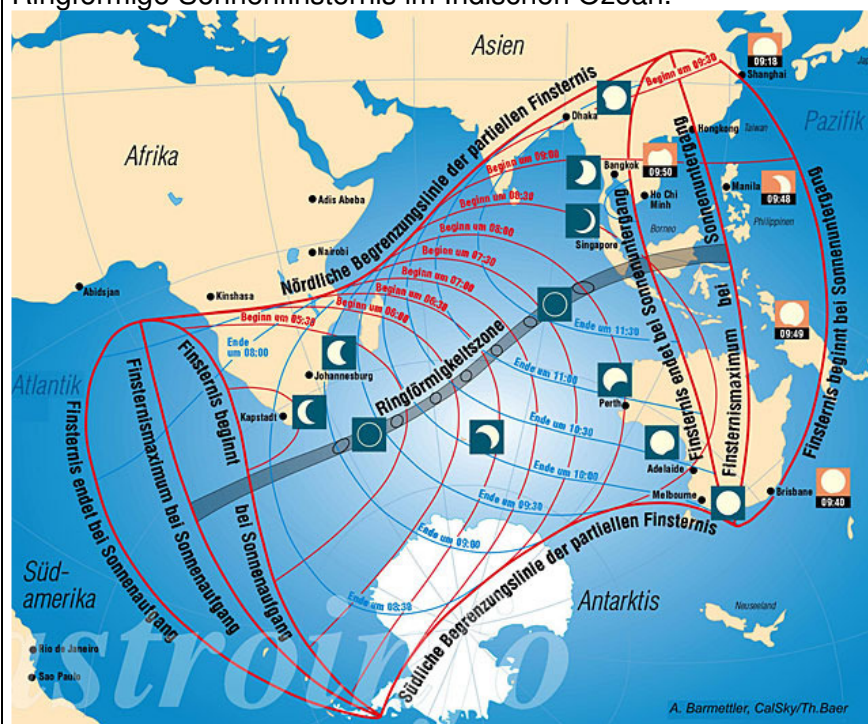 Ringförmige Sonnenfinsternis im Indischen Ozean.
Asien
Afrika
Pazifik
Atlantik
Süd-
amerika
Antarktis
Nördliche Begrenzungslinie der partiellen Finsternis
Südliche Begrenzungslinie der partiellen Finsternis
Ringförmigkeitszone
Finsternis endet bei Sonnenaufgang
Finsternismaximum bei Sonnenaufgang
Finsternis beginnt bei Sonnenaufgang
Finsternis endet bei Sonnenuntergang
Finsternismaximum bei Sonnenuntergang
Finsternis beginnt bei Sonnenuntergang
Beginn um 05:30
Beginn um 06:00
Beginn um 06:30
Beginn um 07:00
Beginn um 07:30
Beginn um 08:00
Beginn um 08:30
Beginn um 09:00
Beginn um 09:30
Ende
um 08:00
Ende um 08:30
Ende um 09:00
Ende um 09:30
Ende um 10:00
Ende um 10:30
Ende um 11:00
Ende um 11:30
09:18
Shanghai
Dhaka
Hongkong
Taiwan
Bangkok
09:50
Ho Chi
Minh
Manila
09:48
Philippinen
Borneo
Singapore
09:49
Adis Abeba
Nairobi
Abidsjan
Kinshasa
Johannesburg
Kapstadt
Perth
Adelaide
Melbourne
Brisbane
09:40
Neuseeland
Rio de Janeiro
Sao Paulo
A. Barmettler, CalSky/Th.Baer